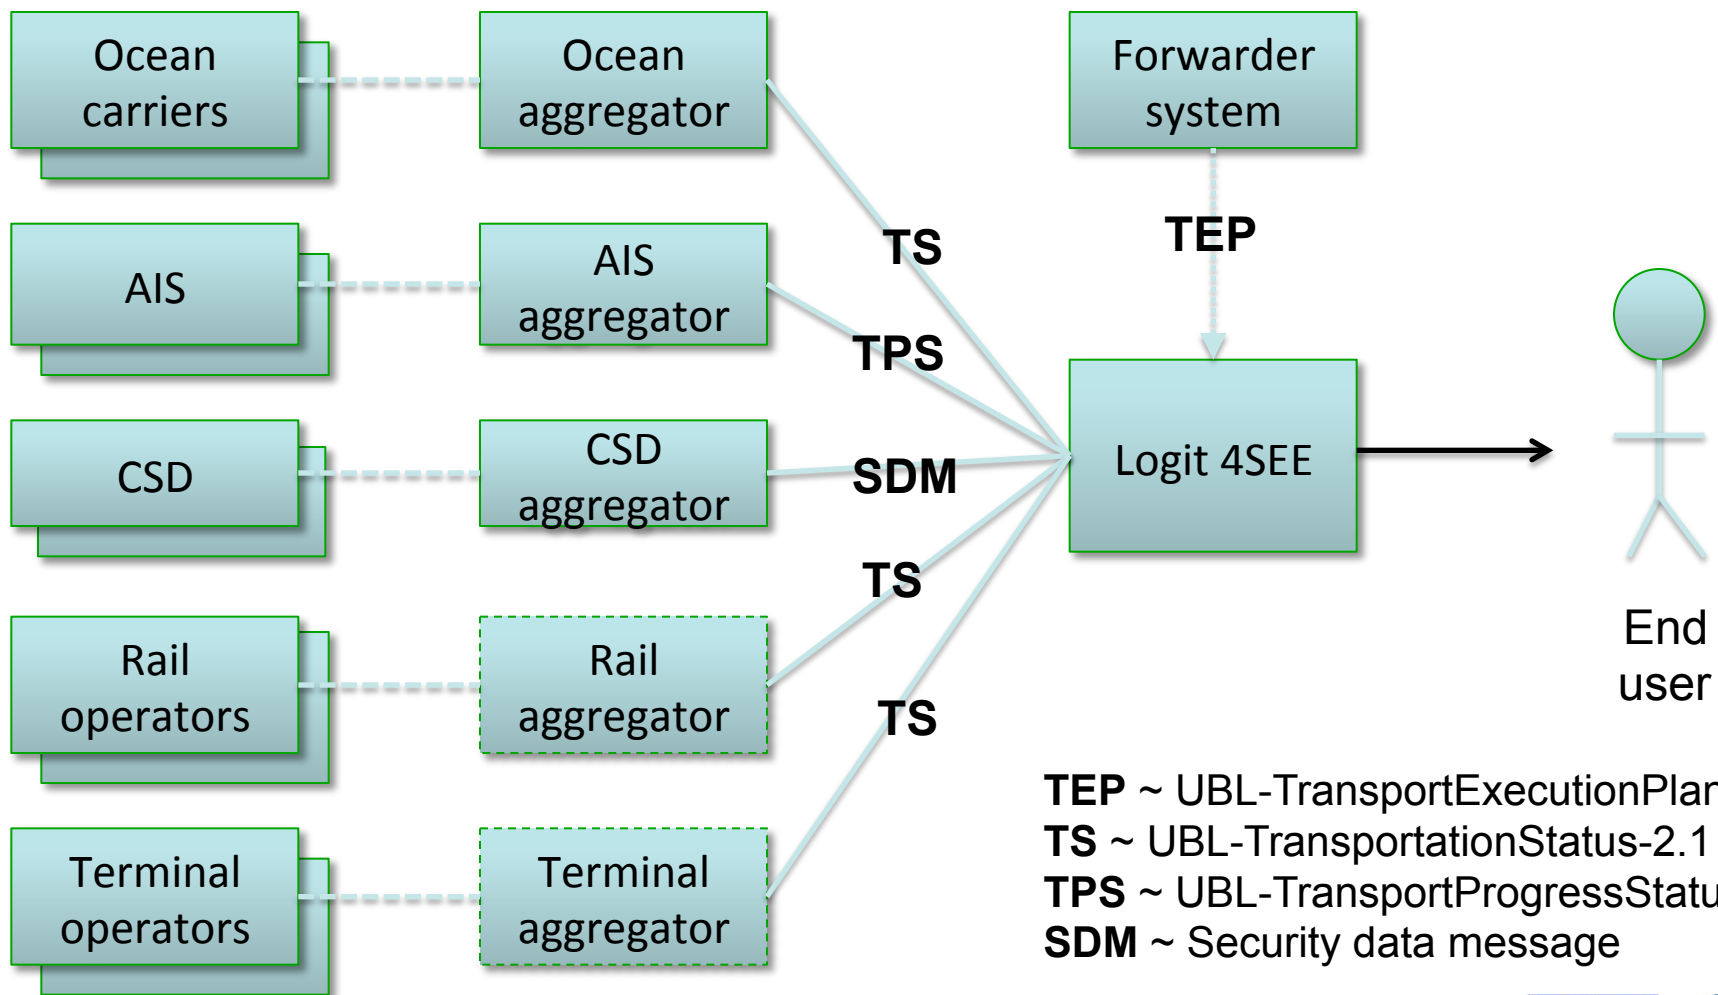 Ocean
carriers
Ocean
aggregator
Forwarder
system
TS
TEP
AIS
AIS
aggregator
TPS
CSD
CSD
aggregator
SDM
Logit 4SEE
TS
Rail
operators
Rail
aggregator
End
user
TS
Terminal
operators
Terminal
aggregator
TEP ~ UBL-TransportExecutionPlan
TS ~ UBL-TransportationStatus-2.1
TPS ~ UBL-TransportProgressStatu
SDM ~ Security data message